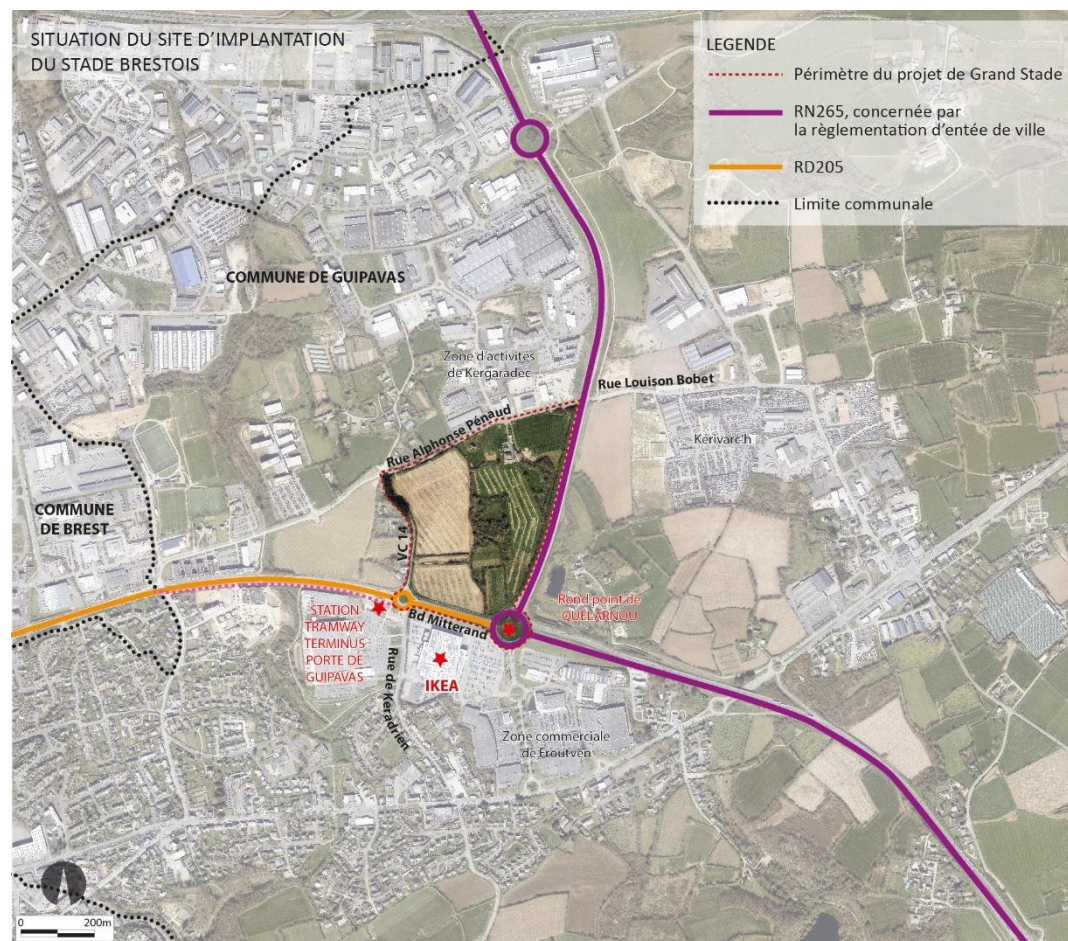 SITUATION DU SITE D'IMPLANTATION
DU STADE BRESTOIS
LEGENDE
Périmètre du projet de Grand Stade
RN265, concernée par
la règlementation d'entée de ville
RD205
Limite communale
COMMUNE DE GUIPAVAS
Zone d'activités
de Kergaradec
Rue Louison Bobet
Rue Alphonse Pénaud
Kerivarc'h
COMMUNE
DE BREST
VC 14
STATION
TRAMWAY
TERMINUS
PORTE DE
GUIPAVAS
Bd Mitterand
Rond point de
QUELARNOU
IKEA
Rue de Keradrien
Zone commerciale
de Froutven
0 200m